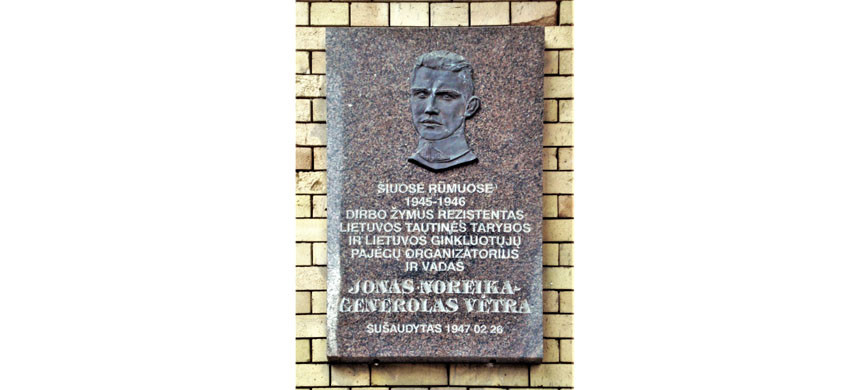 ŠIUOSE RŪMUOSE
1945-1946
DIRBO ŽYMUS REZISTENTAS
LIETUVOS TAUTINĖS TARYBOS
IR LIETUVOS GINKLUOTŲJŲ
PAJĖGŲ ORGANIZATORIUS
IR VADAS
JONAS NOREIKA-
GENEROLAS VĖTRA
SUŠAUDYTAS 1947 02 26